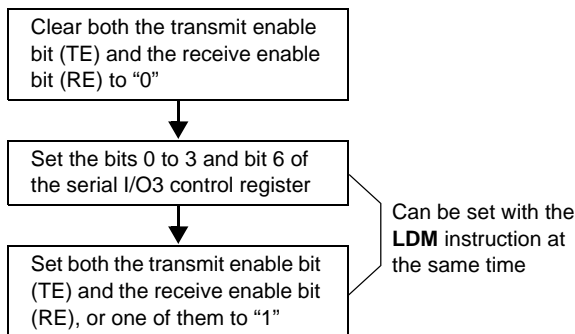 Clear both the transmit enable
bit (TE) and the receive enable
bit (RE) to “0”
Set the bits 0 to 3 and bit 6 of
the serial I/O3 control register
Can be set with the
LDM instruction at
the same time
Set both the transmit enable bit
(TE) and the receive enable bit
(RE), or one of them to “1”